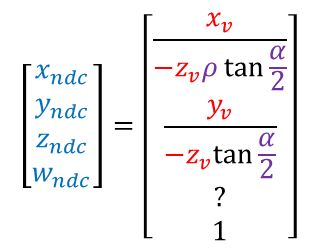 [x_ndc y_ndc z_ndc w_ndc] = [x_v / (-z_v ρ tan α/2)
y_v / (-z_v tan α/2)
?
1]